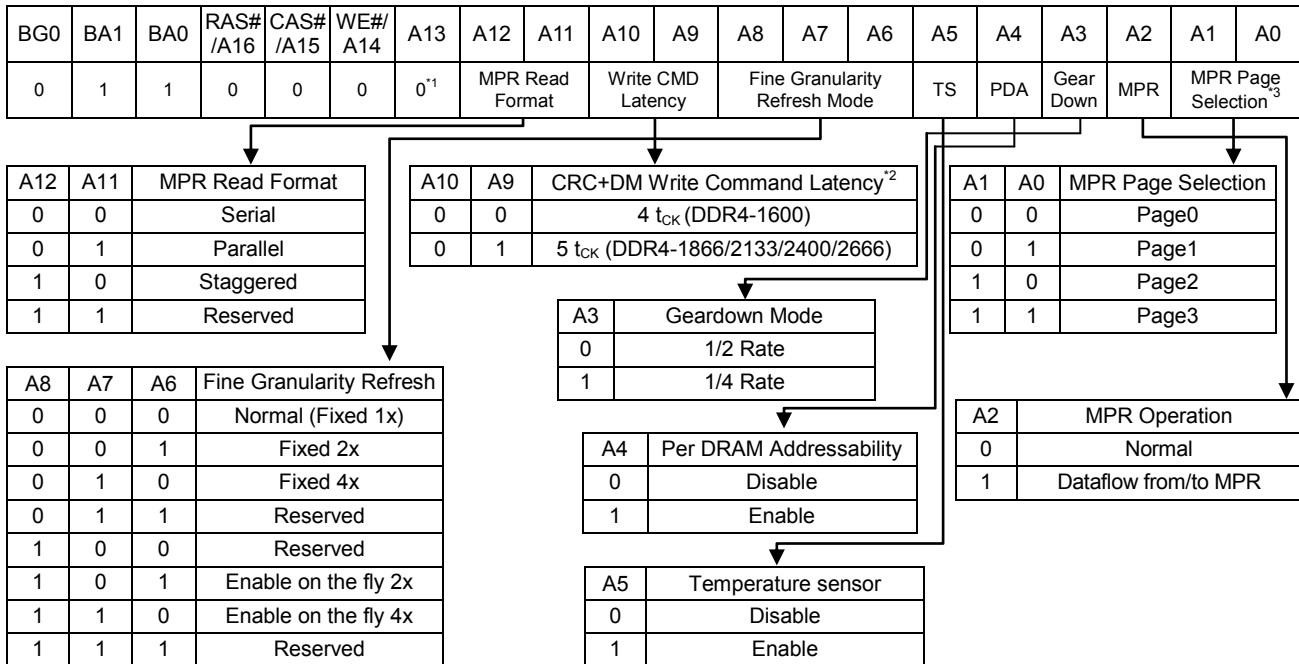 BG0 BA1 BA0 RAS# /A16 CAS# /A15 WE#/ A14 A13 A12 A11 A10 A9 A8 A7 A6 A5 A4 A3 A2 A1 A0
0 1 1 0 0 0 0*1 MPR Read Format Write CMD Latency Fine Granularity Refresh Mode TS PDA Gear Down MPR MPR Page Selection*3
A12 A11 MPR Read Format
0 0 Serial
0 1 Parallel
1 0 Staggered
1 1 Reserved
A10 A9 CRC+DM Write Command Latency*2
0 0 4 tCK (DDR4-1600)
0 1 5 tCK (DDR4-1866/2133/2400/2666)
A1 A0 MPR Page Selection
0 0 Page0
0 1 Page1
1 0 Page2
1 1 Page3
A3 Geardown Mode
0 1/2 Rate
1 1/4 Rate
A8 A7 A6 Fine Granularity Refresh
0 0 0 Normal (Fixed 1x)
0 0 1 Fixed 2x
0 1 0 Fixed 4x
0 1 1 Reserved
1 0 0 Reserved
1 0 1 Enable on the fly 2x
1 1 0 Enable on the fly 4x
1 1 1 Reserved
A4 Per DRAM Addressability
0 Disable
1 Enable
A2 MPR Operation
0 Normal
1 Dataflow from/to MPR
A5 Temperature sensor
0 Disable
1 Enable